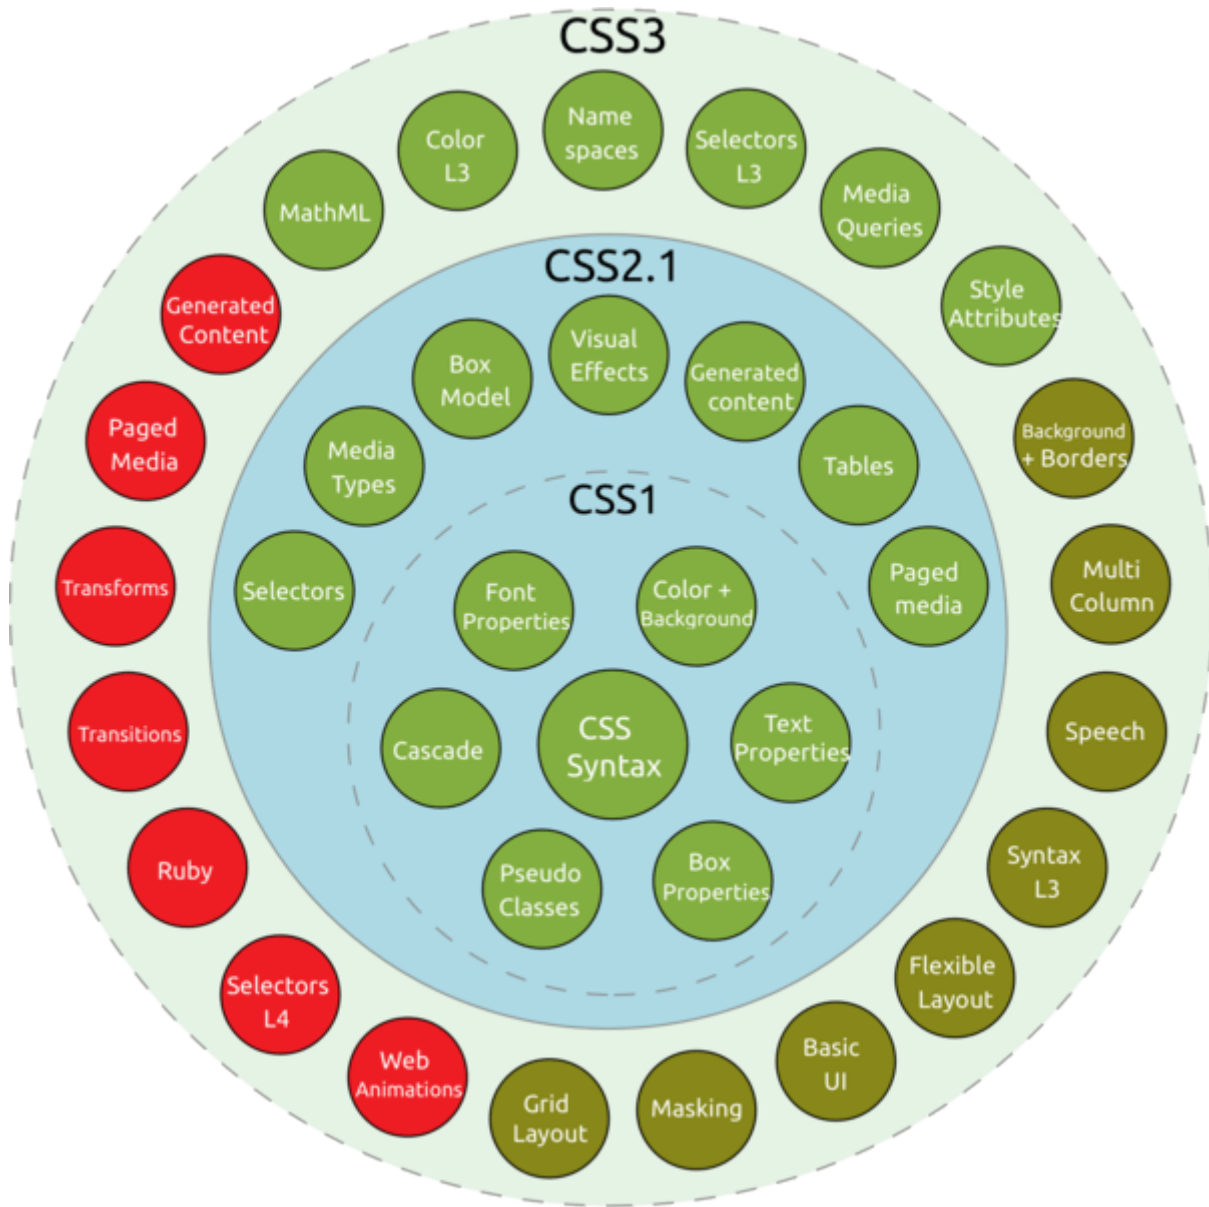 CSS3
Name
spaces
Selectors
L3
Media
Queries
Style
Attributes
Background
+ Borders
Multi
Column
Speech
Syntax
L3
Flexible
Layout
Basic
UI
Masking
Grid
Layout
Web
Animations
Selectors
L4
Ruby
Transitions
Transforms
Paged
Media
Generated
Content
MathML
Color
L3
CSS2.1
Selectors
Media
Types
Box
Model
Visual
Effects
Generated
content
Tables
Paged
media
CSS1
Font
Properties
Color +
Background
Cascade
CSS
Syntax
Text
Properties
Pseudo
Classes
Box
Properties